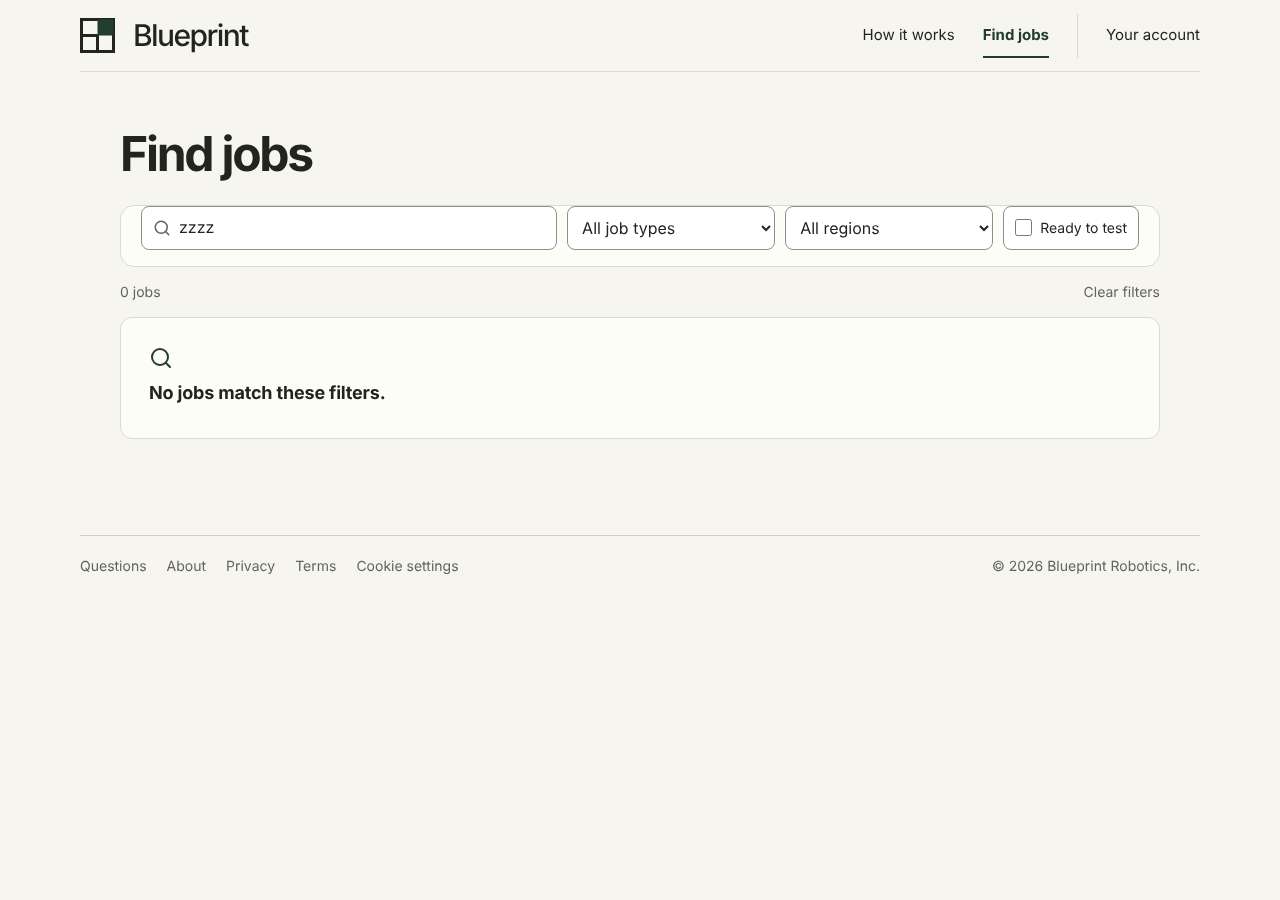 Blueprint
How it works Find jobs Your account
Find jobs
zzzz All job types All regions Ready to test
0 jobs Clear filters
No jobs match these filters.
Questions About Privacy Terms Cookie settings © 2026 Blueprint Robotics, Inc.